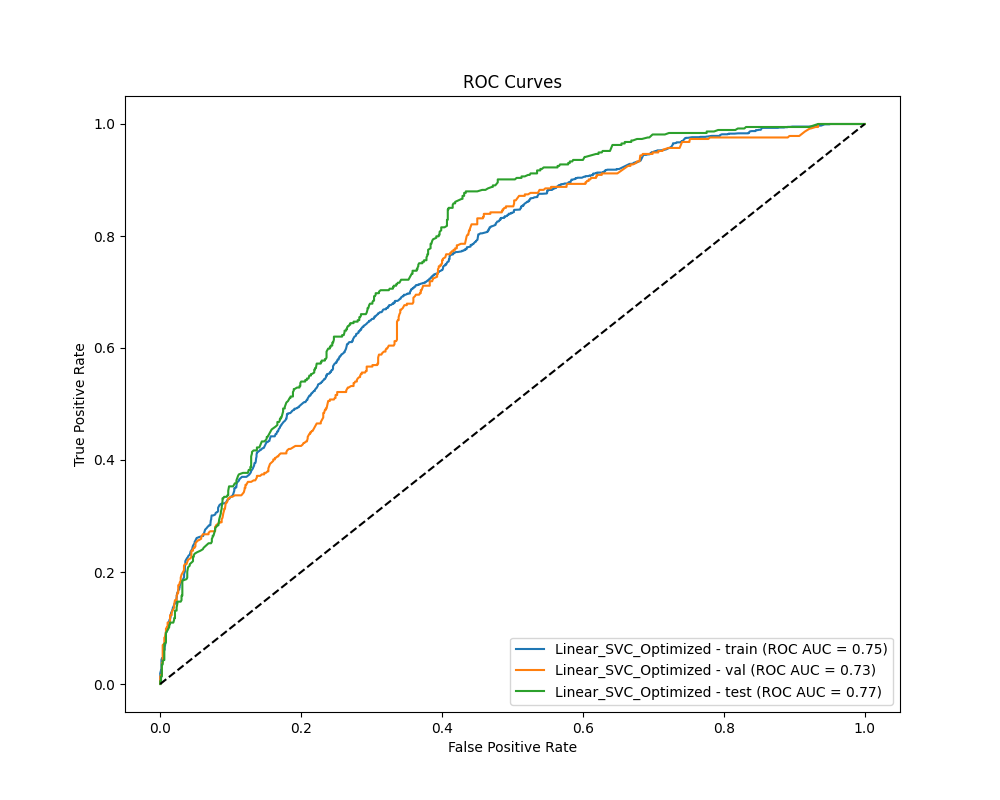 ROC Curves
True Positive Rate
1.0
0.8
0.6
0.4
0.2
0.0
0.0 0.2 0.4 0.6 0.8 1.0
False Positive Rate
Linear_SVC_Optimized - train (ROC AUC = 0.75)
Linear_SVC_Optimized - val (ROC AUC = 0.73)
Linear_SVC_Optimized - test (ROC AUC = 0.77)